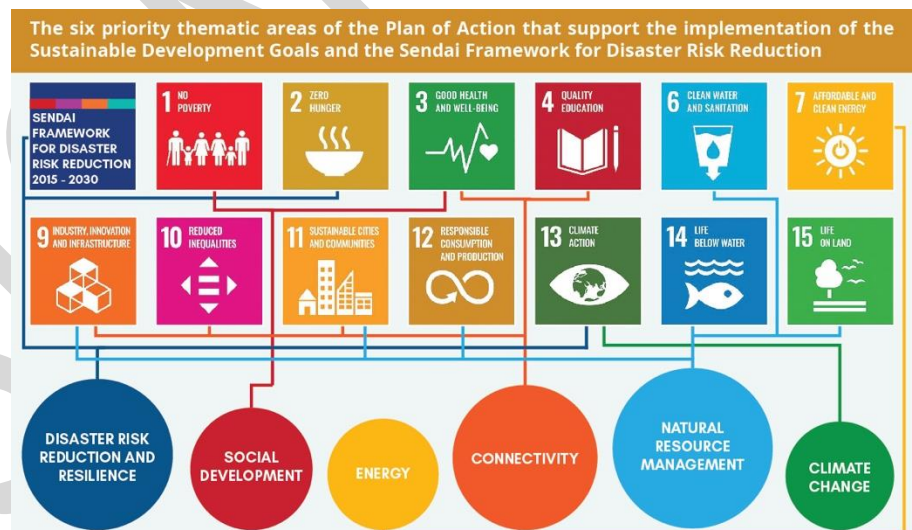 The six priority thematic areas of the Plan of Action that support the implementation of the
Sustainable Development Goals and the Sendai Framework for Disaster Risk Reduction
SENDAI
FRAMEWORK
FOR DISASTER
RISK REDUCTION
2015 - 2030
1 NO
POVERTY
2 ZERO
HUNGER
3 GOOD HEALTH
AND WELL-BEING
4 QUALITY
EDUCATION
6 CLEAN WATER
AND SANITATION
7 AFFORDABLE AND
CLEAN ENERGY
9 INDUSTRY, INNOVATION
AND INFRASTRUCTURE
10 REDUCED
INEQUALITIES
11 SUSTAINABLE CITIES
AND COMMUNITIES
12 RESPONSIBLE
CONSUMPTION
AND PRODUCTION
13 CLIMATE
ACTION
14 LIFE
BELOW WATER
15 LIFE
ON LAND
DISASTER RISK
REDUCTION AND
RESILIENCE
SOCIAL
DEVELOPMENT
ENERGY
CONNECTIVITY
NATURAL
RESOURCE
MANAGEMENT
CLIMATE
CHANGE